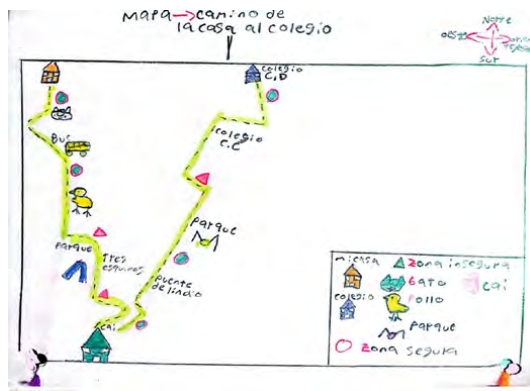 Mapa→camino de
la casa al colegio
Norte
oeste
sur
colegio
C.D
Bus
colegio
C.C
Parque
Parque
Tres
esquinas
Puente
de lindio
cai
mi casa
zona insegura
Gato
cai
colegio
Pollo
Parque
zona segura